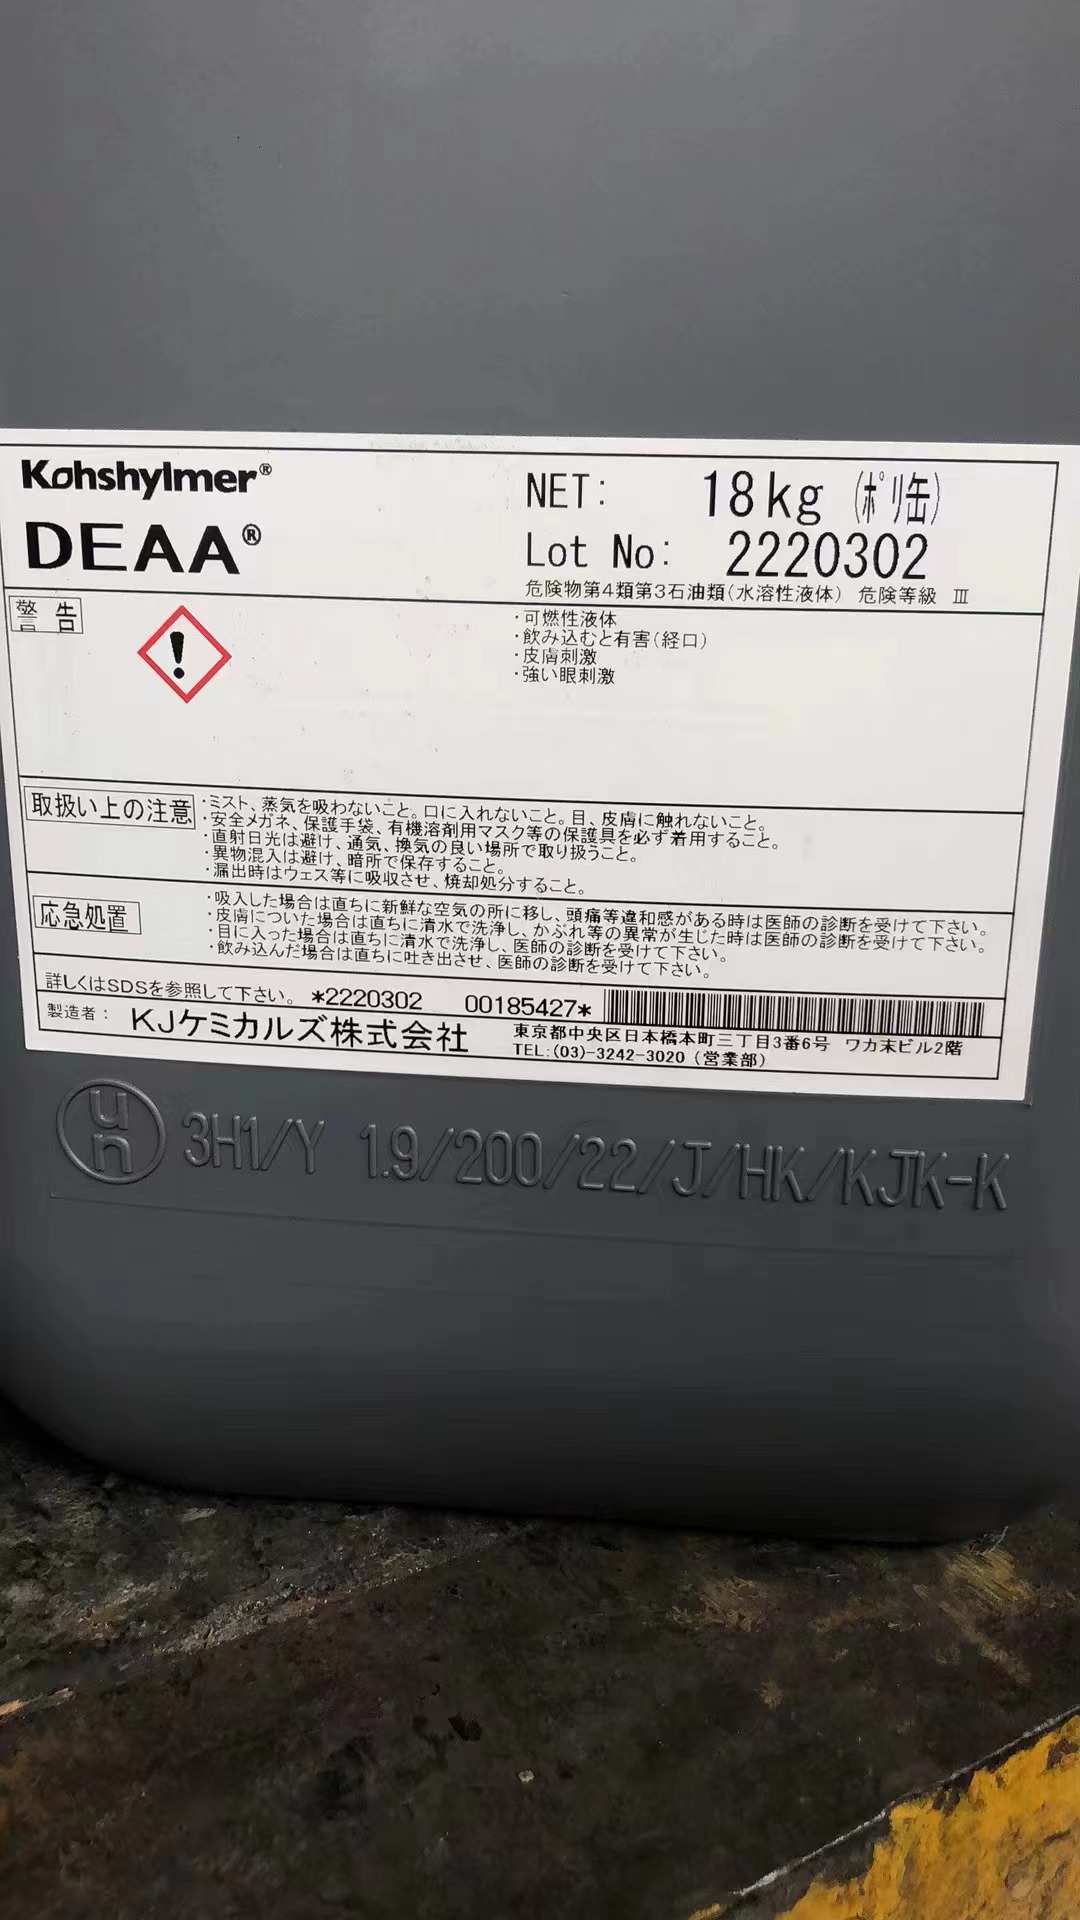 Kohshylmer®
DEAA®
NET: 18kg (ポリ缶)
Lot No: 2220302
危険物第4類第3石油類(水溶性液体) 危険等級 Ⅲ
警告
・可燃性液体
・飲み込むと有害(経口)
・皮膚刺激
・強い眼刺激
取扱い上の注意
・ミスト、蒸気を吸わないこと。口に入れないこと。目、皮膚に触れないこと。
・安全メガネ、保護手袋、有機溶剤用マスク等の保護具を必ず着用すること。
・直射日光は避け、通気、換気の良い場所で取り扱うこと。
・異物混入は避け、暗所で保存すること。
・漏出時はウェス等に吸収させ、焼却処分すること。
応急処置
・吸入した場合は直ちに新鮮な空気の所に移し、頭痛等違和感がある時は医師の診断を受けて下さい。
・皮膚についた場合は直ちに清水で洗浄し、かぶれ等の異常が生じた時は医師の診断を受けて下さい。
・目に入った場合は直ちに清水で洗浄し、医師の診断を受けて下さい。
・飲み込んだ場合は直ちに吐き出させ、医師の診断を受けて下さい。
詳しくはSDSを参照して下さい。 *2220302 00185427*
製造者: KJケミカルズ株式会社
東京都中央区日本橋本町三丁目3番6号 ワカ末ビル2階
TEL:(03)-3242-3020(営業部)
un 3H1/Y 1.9/200/22/J/HK/KJK-K